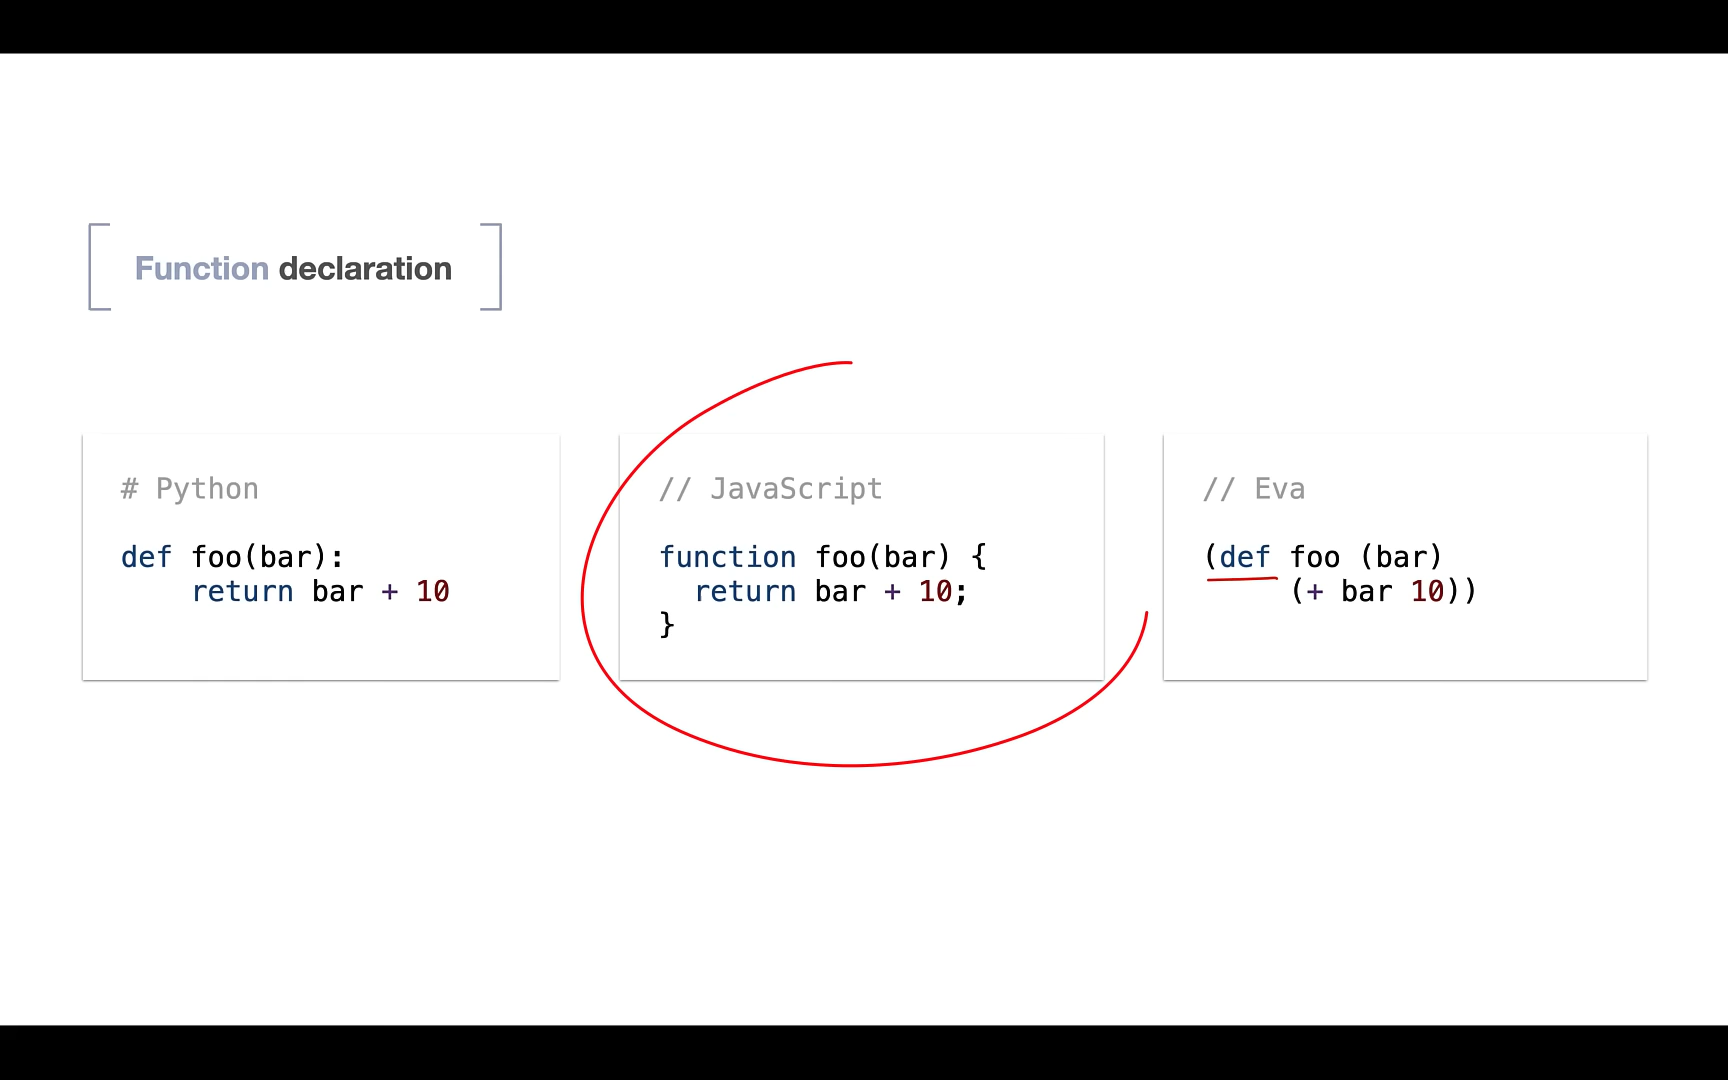 Function declaration
# Python
def foo(bar):
    return bar + 10
// JavaScript
function foo(bar) {
  return bar + 10;
}
// Eva
(def foo (bar)
     (+ bar 10))